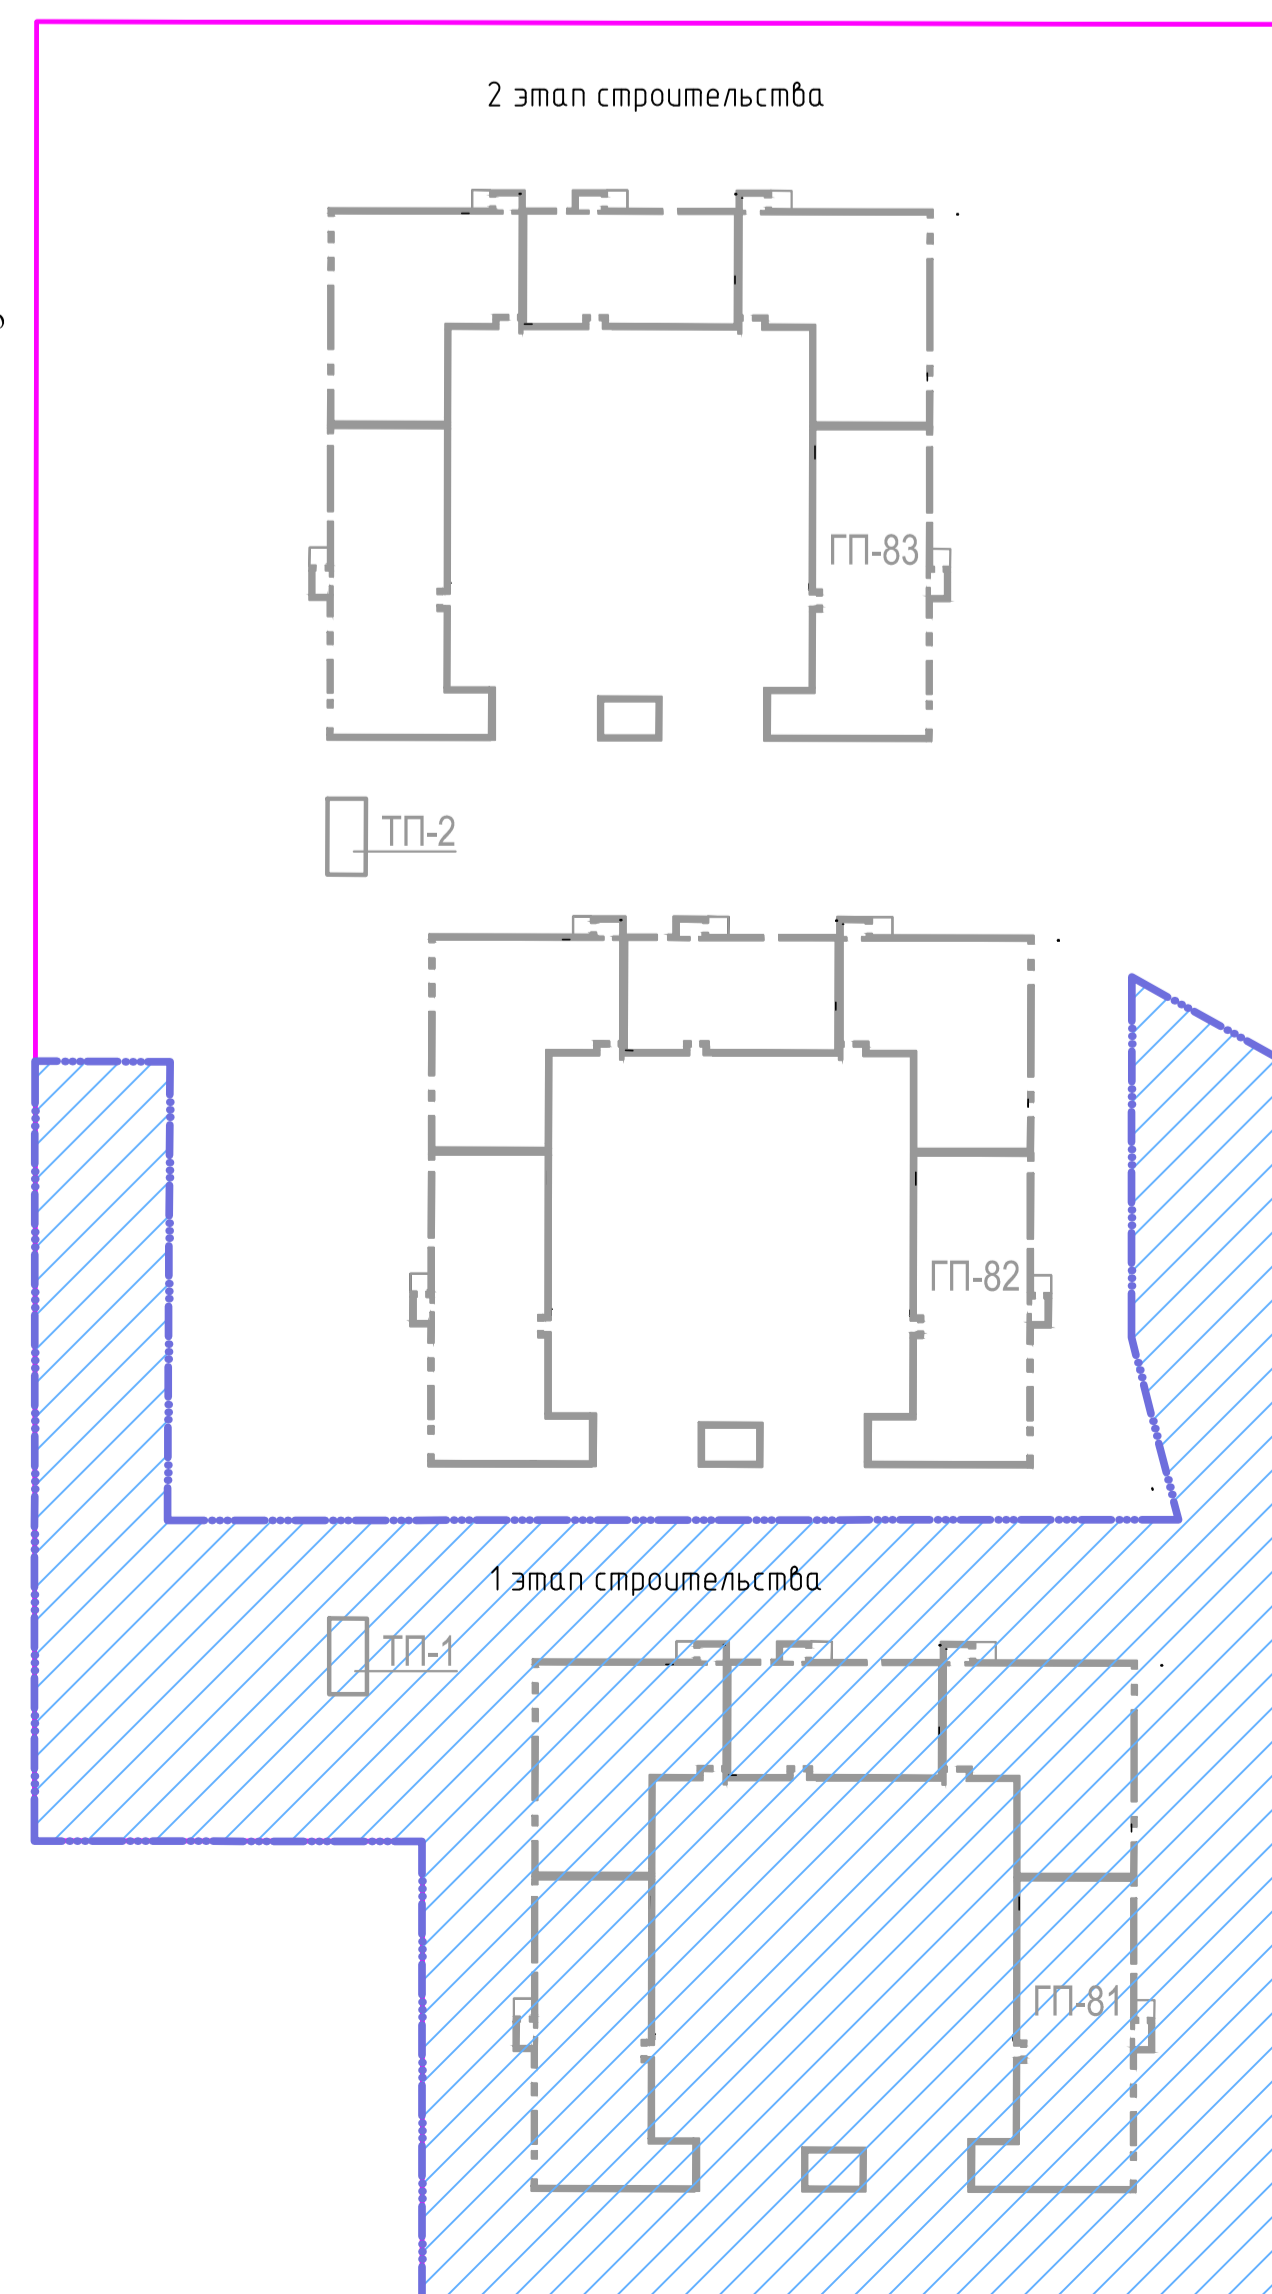 2 этап строительства
ГП-83
ТП-2
ГП-82
1 этап строительства
ТП-1
ГП-81